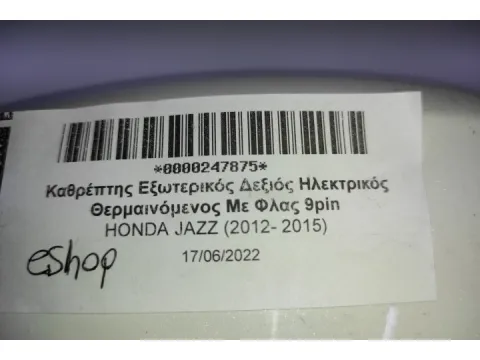 *0000247875*
Καθρέπτης Εξωτερικός Δεξιός Ηλεκτρικός
Θερμαινόμενος Με Φλας 9pin
HONDA JAZZ (2012- 2015)
eshop
17/06/2022